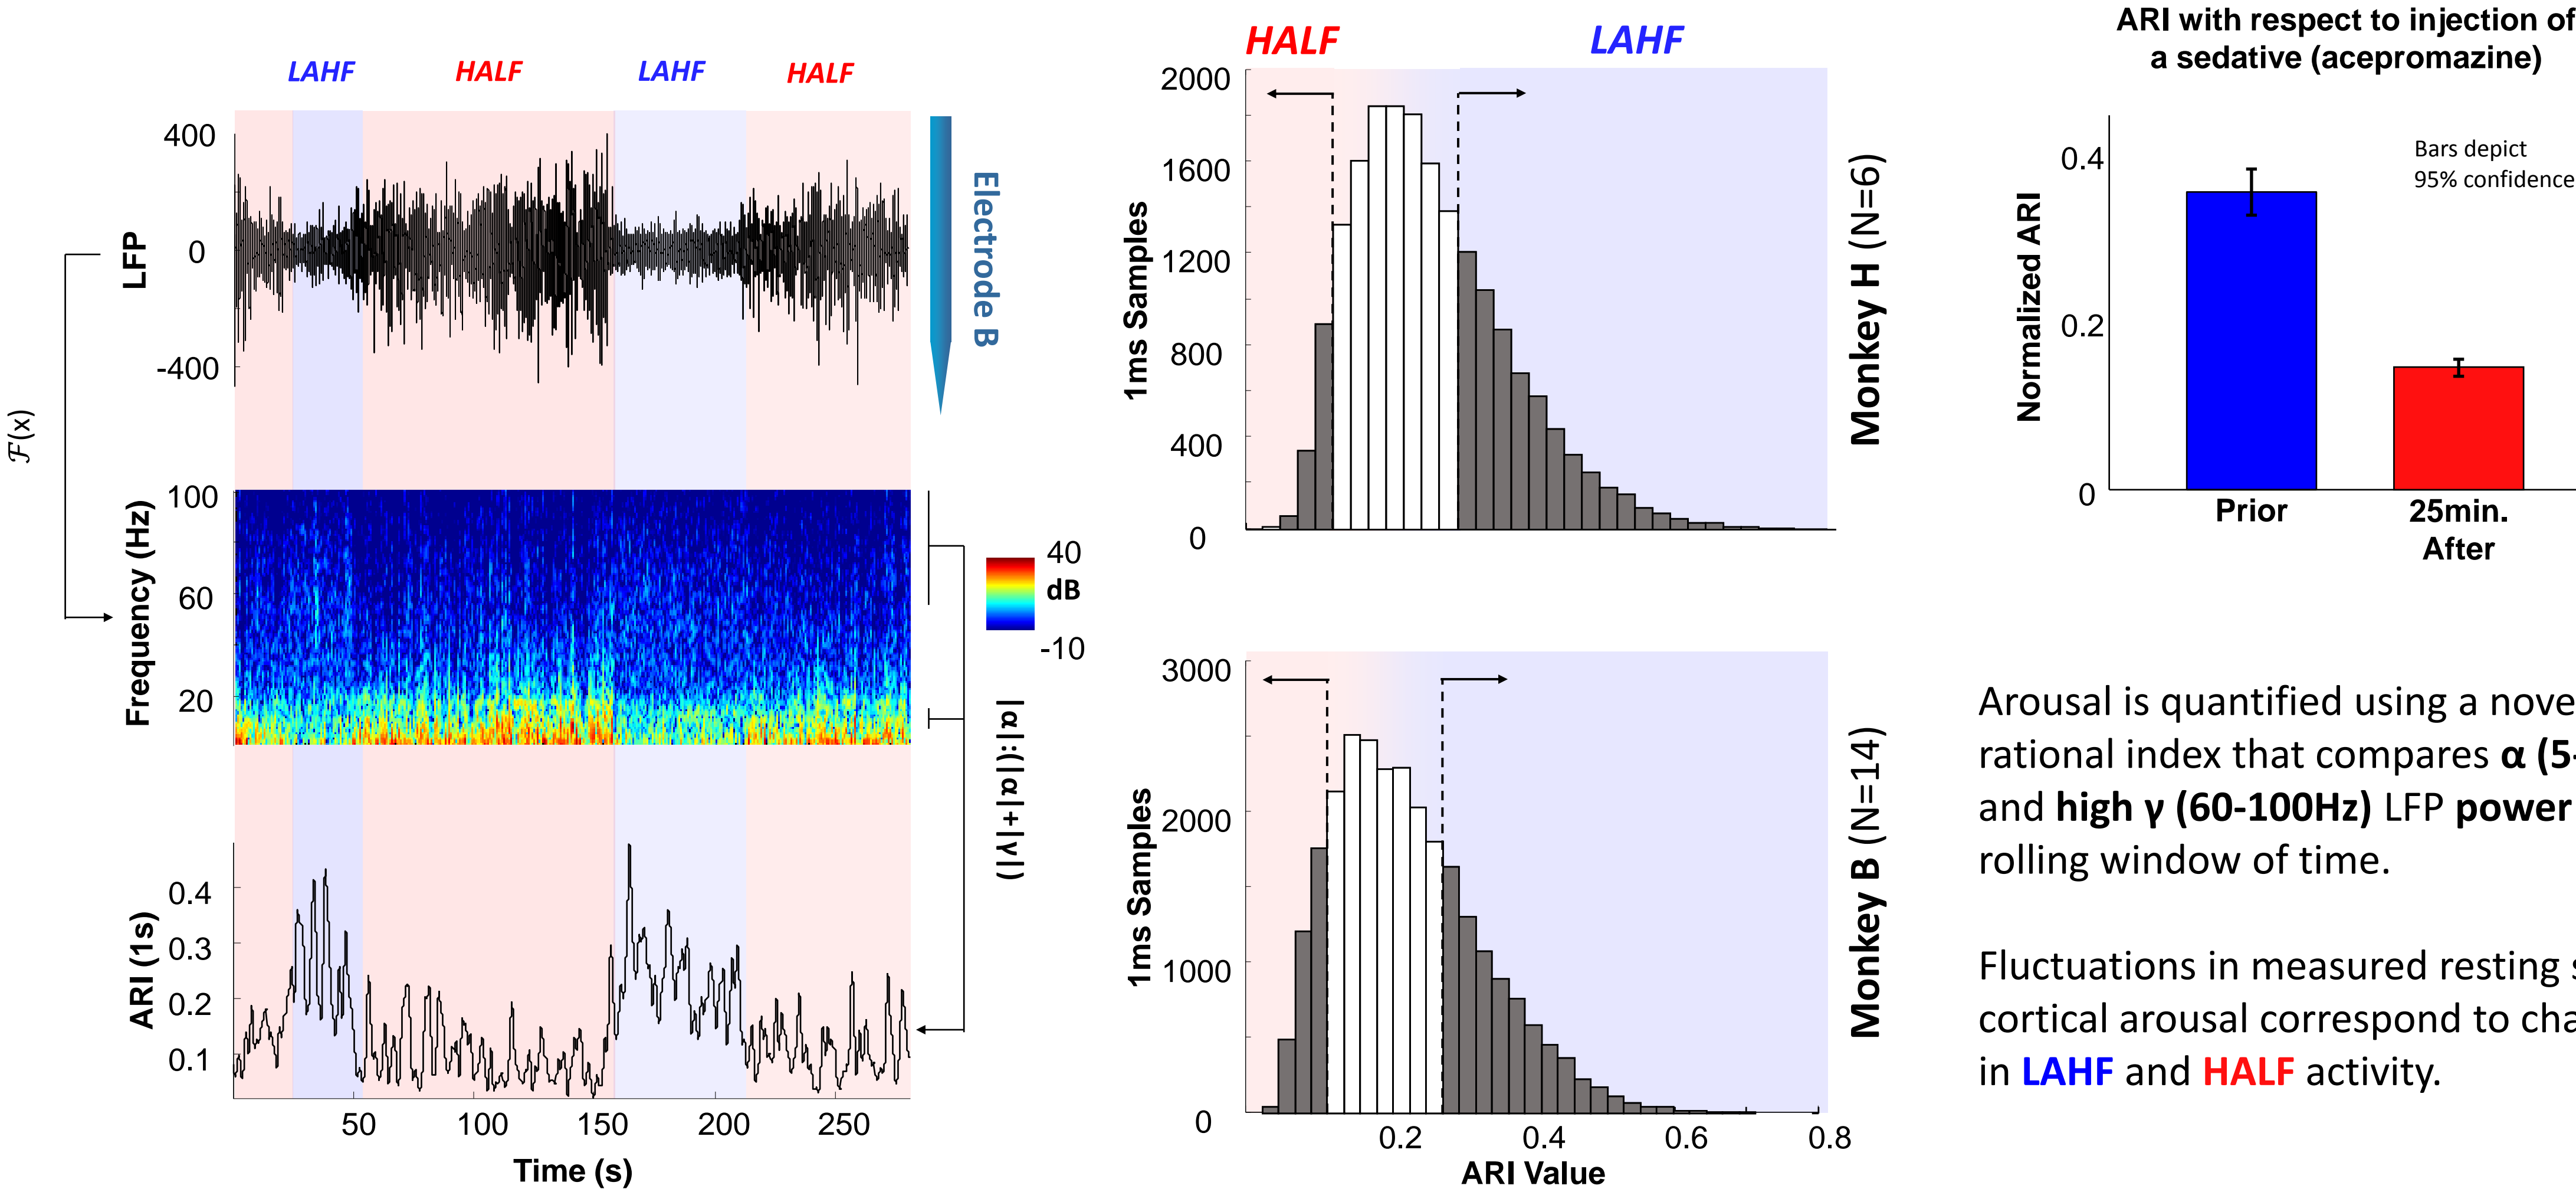 LAHF
HALF
LAHF
HALF
400
0
-400
LFP
ℱ(x)
Electrode B
100
60
20
Frequency (Hz)
40
dB
-10
|α|:(|α|+|γ|)
0.4
0.3
0.2
0.1
ARI (1s)
50
100
150
200
250
Time (s)
HALF
LAHF
2000
1600
1200
800
400
0
1ms Samples
Monkey H (N=6)
3000
2000
1000
0
1ms Samples
Monkey B (N=14)
0.2
0.4
0.6
0.8
ARI Value
ARI with respect to injection of
a sedative (acepromazine)
0.4
0.2
0
Normalized ARI
Bars depict
95% confidence
Prior
25min.
After
Arousal is quantified using a
rational index that compares α (5-
and high γ (60-100Hz) LFP power
rolling window of time.
Fluctuations in measured resting
cortical arousal correspond to
in LAHF and HALF activity.